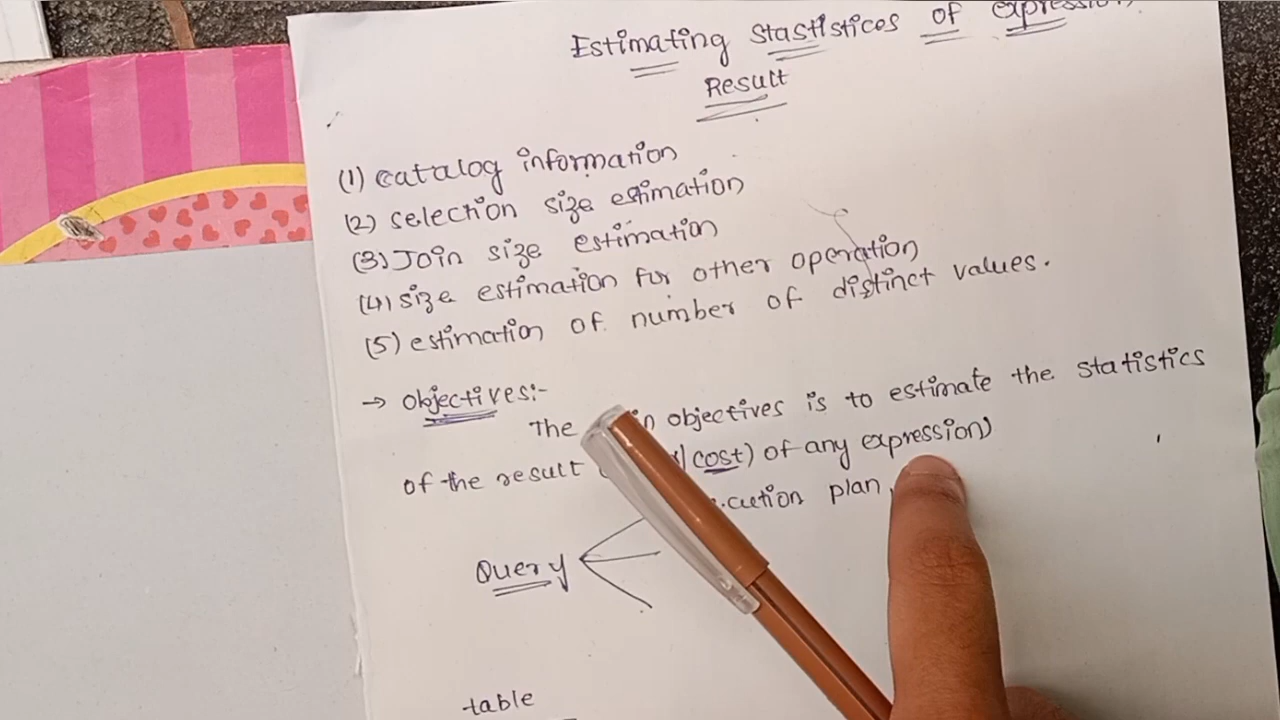 Estimating Stastistices of expression
Result
(1) catalog information
(2) selection size estimation
(3) Join size estimation
(4) size estimation for other operation
(5) estimation of number of distinct values.
→ objectives:-
The objectives is to estimate the statistics
of the result cost) of any expression)
plan
Query
table